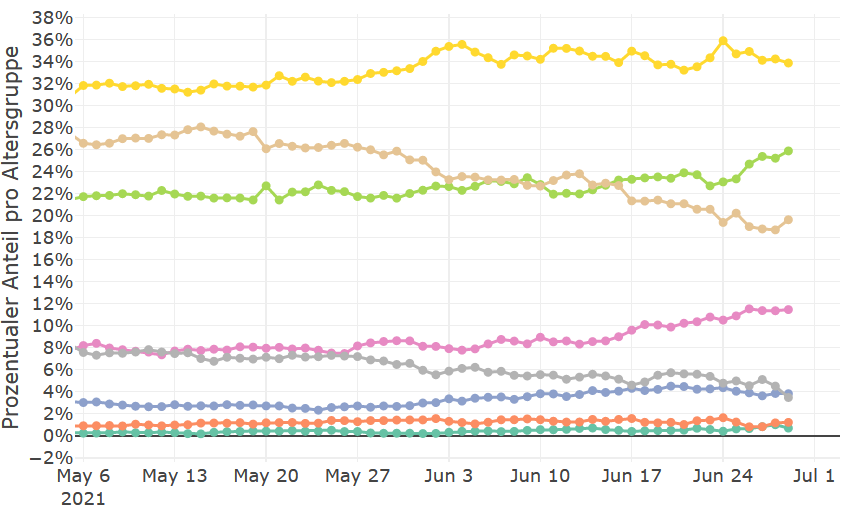 Prozentualer Anteil pro Altersgruppe
38%
36%
34%
32%
30%
28%
26%
24%
22%
20%
18%
16%
14%
12%
10%
8%
6%
4%
2%
0%
−2%
May 6
2021
May 13
May 20
May 27
Jun 3
Jun 10
Jun 17
Jun 24
Jul 1